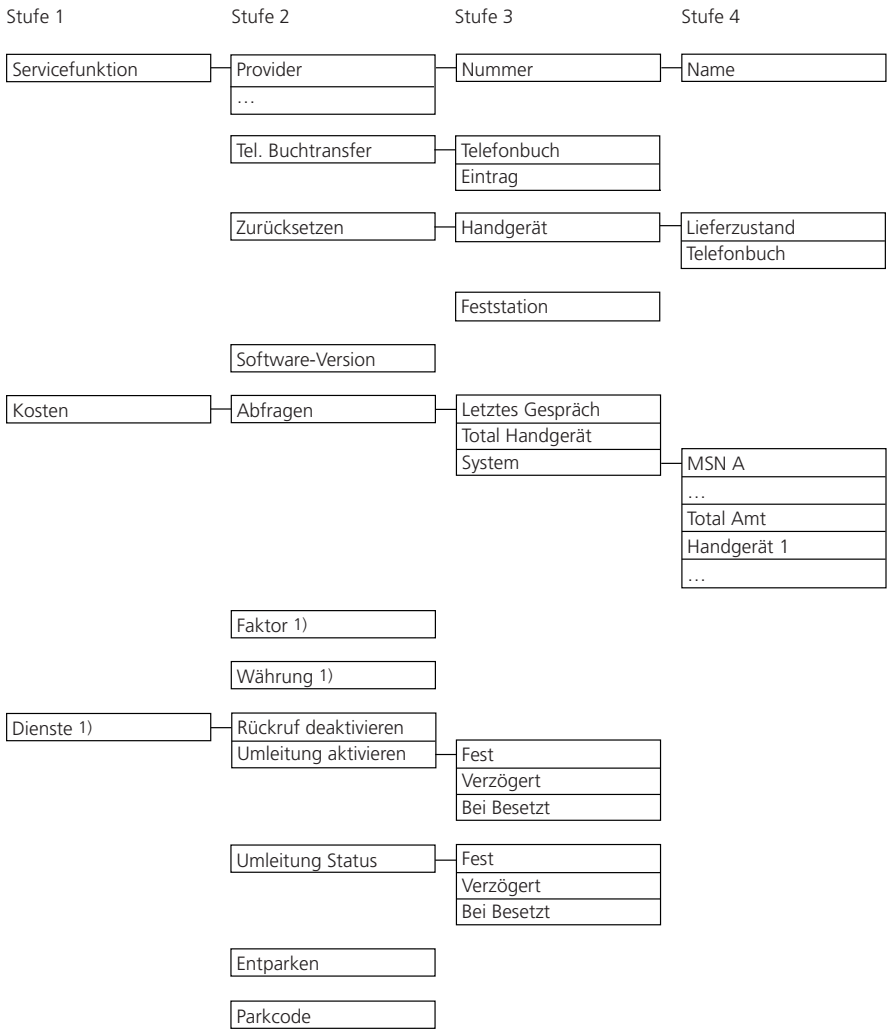 Stufe 1 Stufe 2 Stufe 3 Stufe 4
Servicefunktion Provider Nummer Name
…
Tel. Buchtransfer Telefonbuch
Eintrag
Zurücksetzen Handgerät Lieferzustand
Telefonbuch
Feststation
Software-Version
Kosten Abfragen Letztes Gespräch
Total Handgerät
System MSN A
…
Total Amt
Handgerät 1
…
Faktor 1)
Währung 1)
Dienste 1) Rückruf deaktivieren
Umleitung aktivieren Fest
Verzögert
Bei Besetzt
Umleitung Status Fest
Verzögert
Bei Besetzt
Entparken
Parkcode